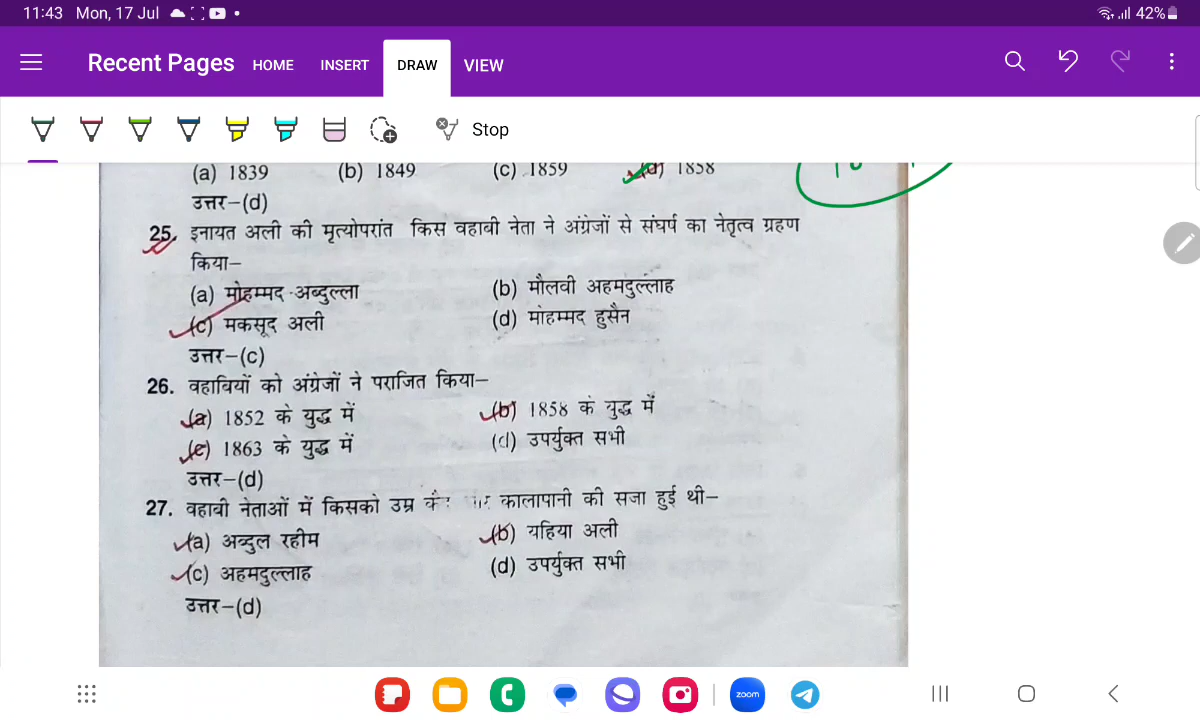 11:43 Mon, 17 Jul 42%
Recent Pages HOME INSERT DRAW VIEW
Stop
(a) 1839 (b) 1849 (c) 1859 (d) 1858
उत्तर–(d)
25. इनायत अली की मृत्योपरांत किस वहाबी नेता ने अंग्रेजों से संघर्ष का नेतृत्व ग्रहण
किया–
(a) मोहम्मद अब्दुल्ला (b) मौलवी अहमदुल्लाह
(c) मकसूद अली (d) मोहम्मद हुसैन
उत्तर–(c)
26. वहाबियों को अंग्रेजों ने पराजित किया–
(a) 1852 के युद्ध में (b) 1858 के युद्ध में
(c) 1863 के युद्ध में (d) उपर्युक्त सभी
उत्तर–(d)
27. वहाबी नेताओं में किसको उम्र कालापानी की सजा हुई थी–
(a) अब्दुल रहीम (b) यहिया अली
(c) अहमदुल्लाह (d) उपर्युक्त सभी
उत्तर–(d)
zoom